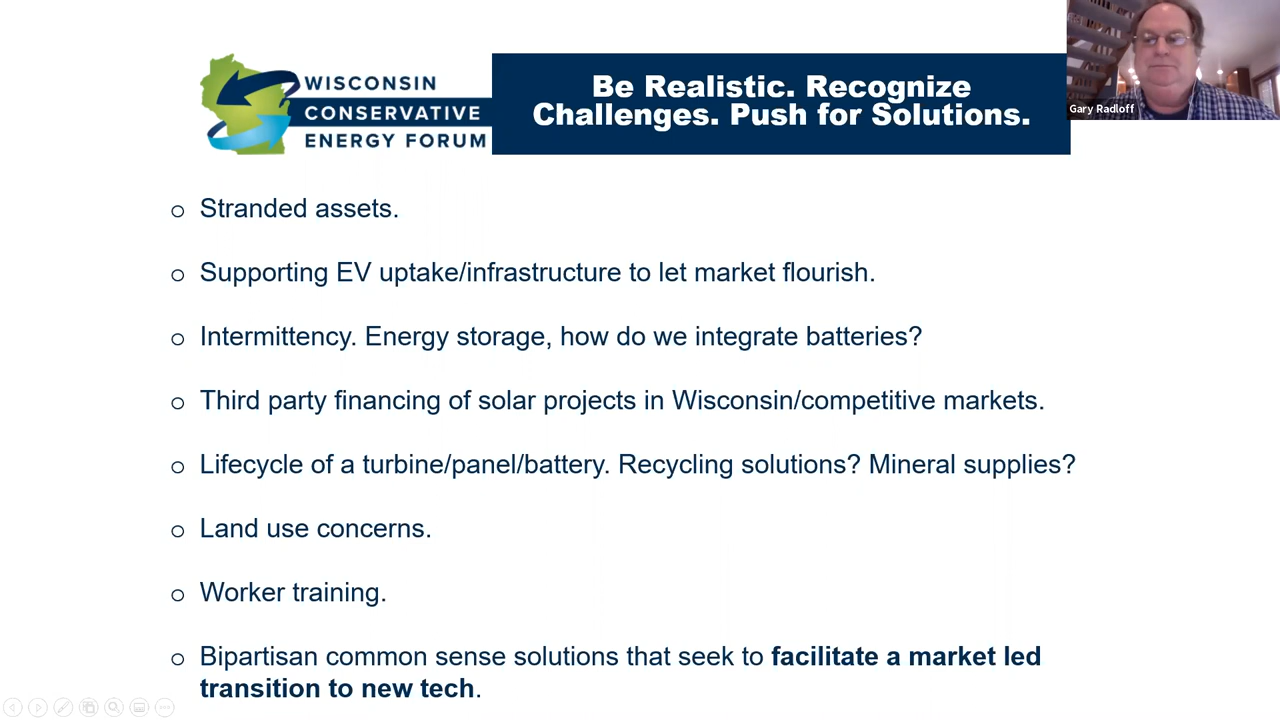 WISCONSIN
CONSERVATIVE
ENERGY FORUM
Be Realistic. Recognize
Challenges. Push for Solutions.
Gary Radloff
o Stranded assets.
o Supporting EV uptake/infrastructure to let market flourish.
o Intermittency. Energy storage, how do we integrate batteries?
o Third party financing of solar projects in Wisconsin/competitive markets.
o Lifecycle of a turbine/panel/battery. Recycling solutions? Mineral supplies?
o Land use concerns.
o Worker training.
o Bipartisan common sense solutions that seek to facilitate a market led
transition to new tech.